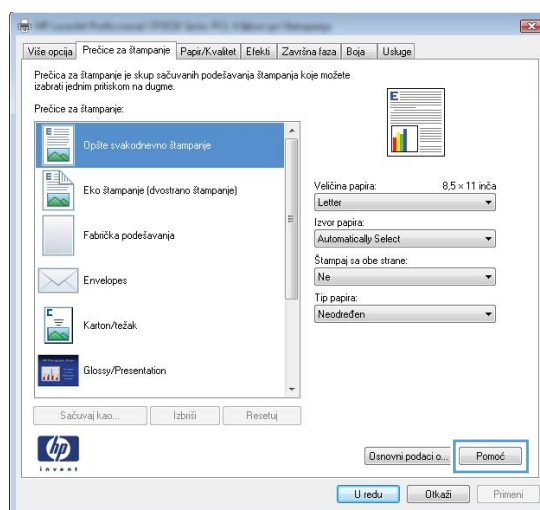 Više opcija Prečice za štampanje Papir/Kvalitet Efekti Završna faza Boja Usluge
Prečica za štampanje je skup sačuvanih podešavanja štampanja koje možete
izabrati jednim pritiskom na dugme.
Prečice za štampanje:
Opšte svakodnevno štampanje
Eko štampanje (dvostrano štampanje)
Fabrička podešavanja
Envelopes
Karton/težak
Glossy/Presentation
Sačuvaj kao... Izbriši Resetuj
Veličina papira: 8,5 × 11 inča
Letter
Izvor papira:
Automatically Select
Štampaj sa obe strane:
Ne
Tip papira:
Neodređen
hp
invent
Osnovni podaci o... Pomoć
U redu Otkaži Primeni